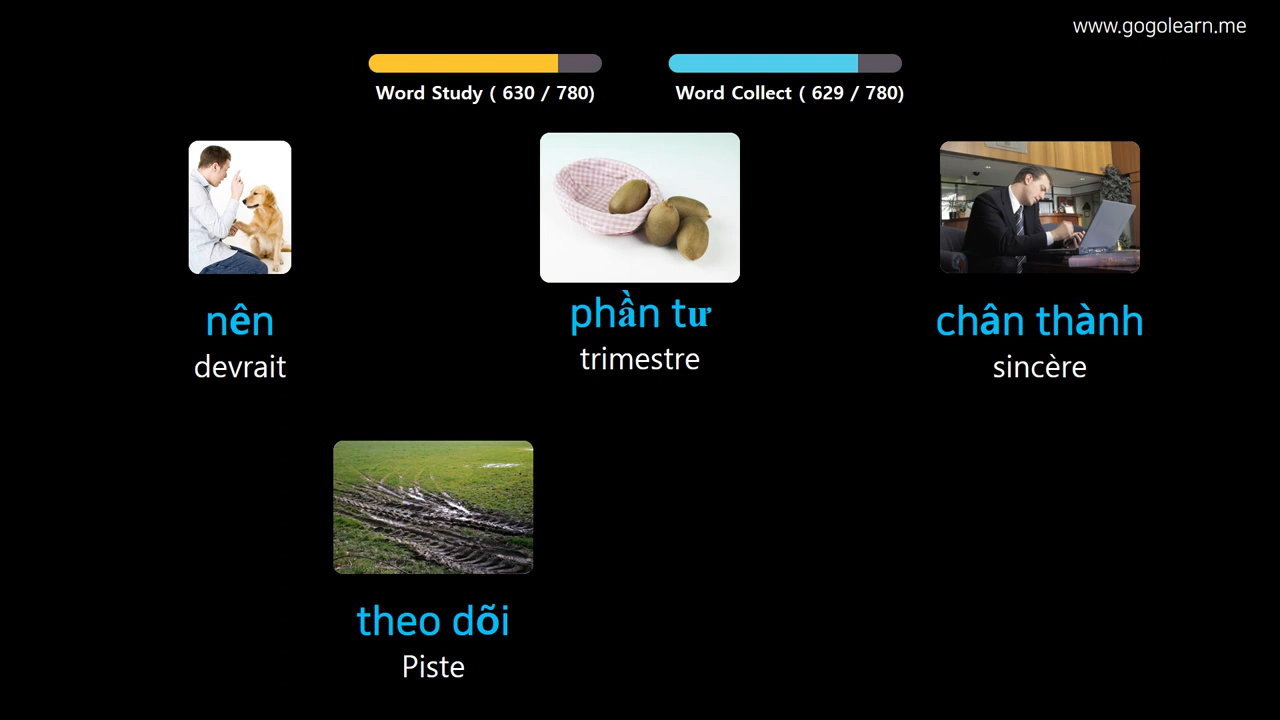 www.gogolearn.me
Word Study ( 630 / 780)
Word Collect ( 629 / 780)
nên
devrait
phần tư
trimestre
chân thành
sincère
theo dõi
Piste